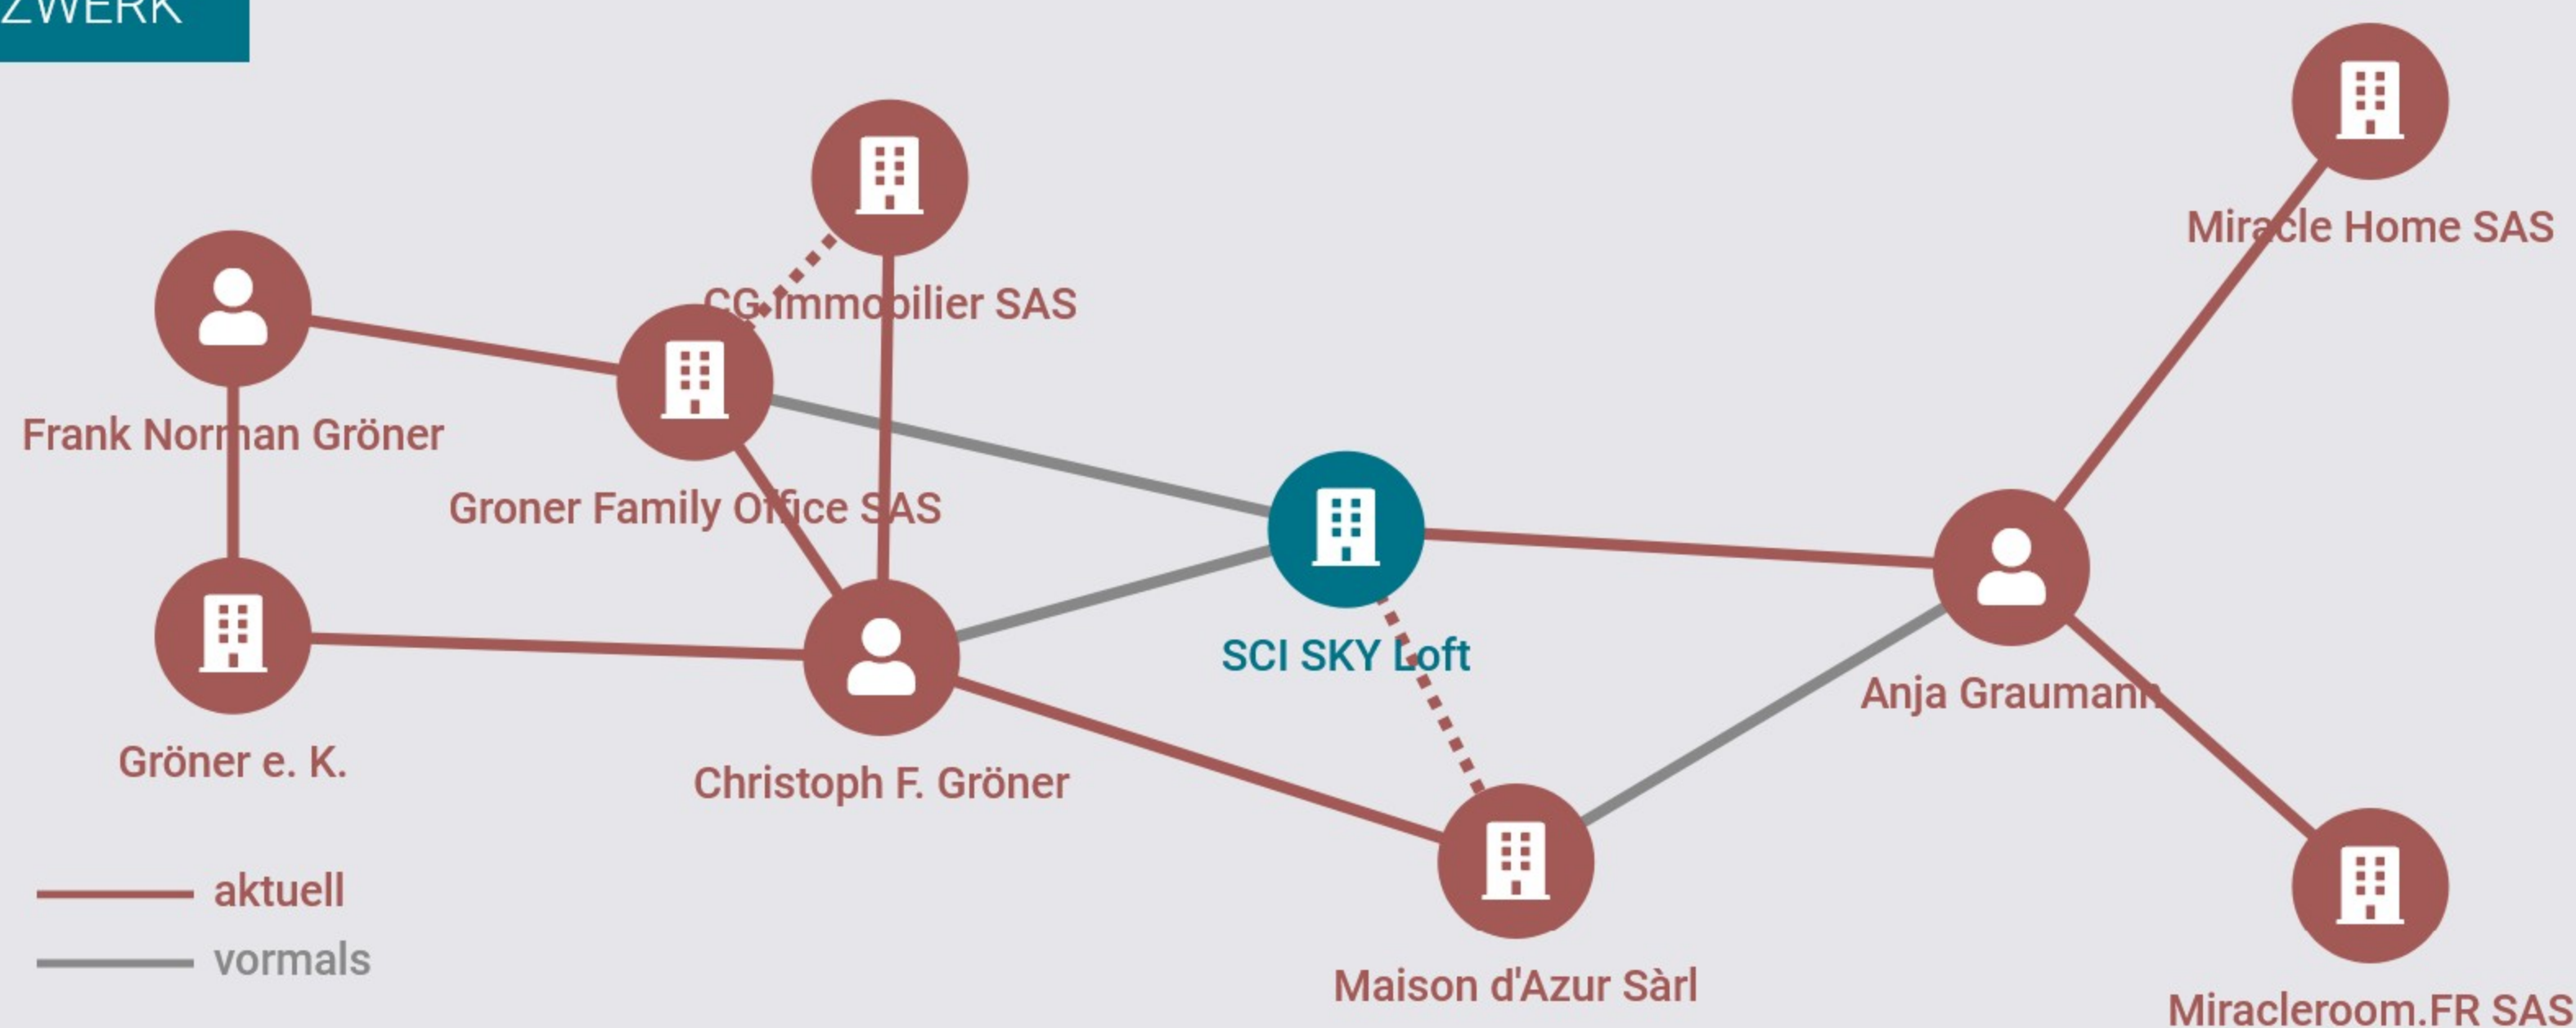 ZWERK
Miracle Home SAS
CG Immobilier SAS
Frank Norman Gröner
Groner Family Office SAS
SCI SKY Loft
Anja Graumann
Gröner e. K.
Christoph F. Gröner
aktuell
vormals
Maison d'Azur Sàrl
Miracleroom.FR SAS